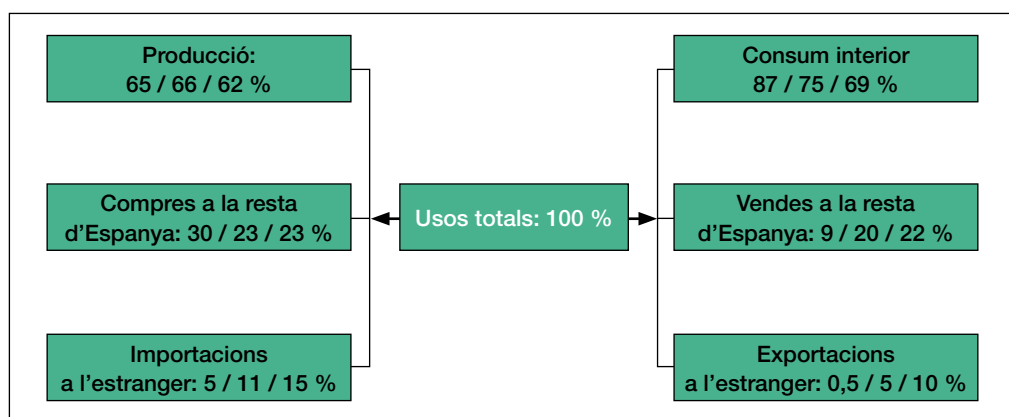 Producció:
65 / 66 / 62 %
Compres a la resta
d’Espanya: 30 / 23 / 23 %
Importacions
a l’estranger: 5 / 11 / 15 %
Usos totals: 100 %
Consum interior
87 / 75 / 69 %
Vendes a la resta
d’Espanya: 9 / 20 / 22 %
Exportacions
a l’estranger: 0,5 / 5 / 10 %